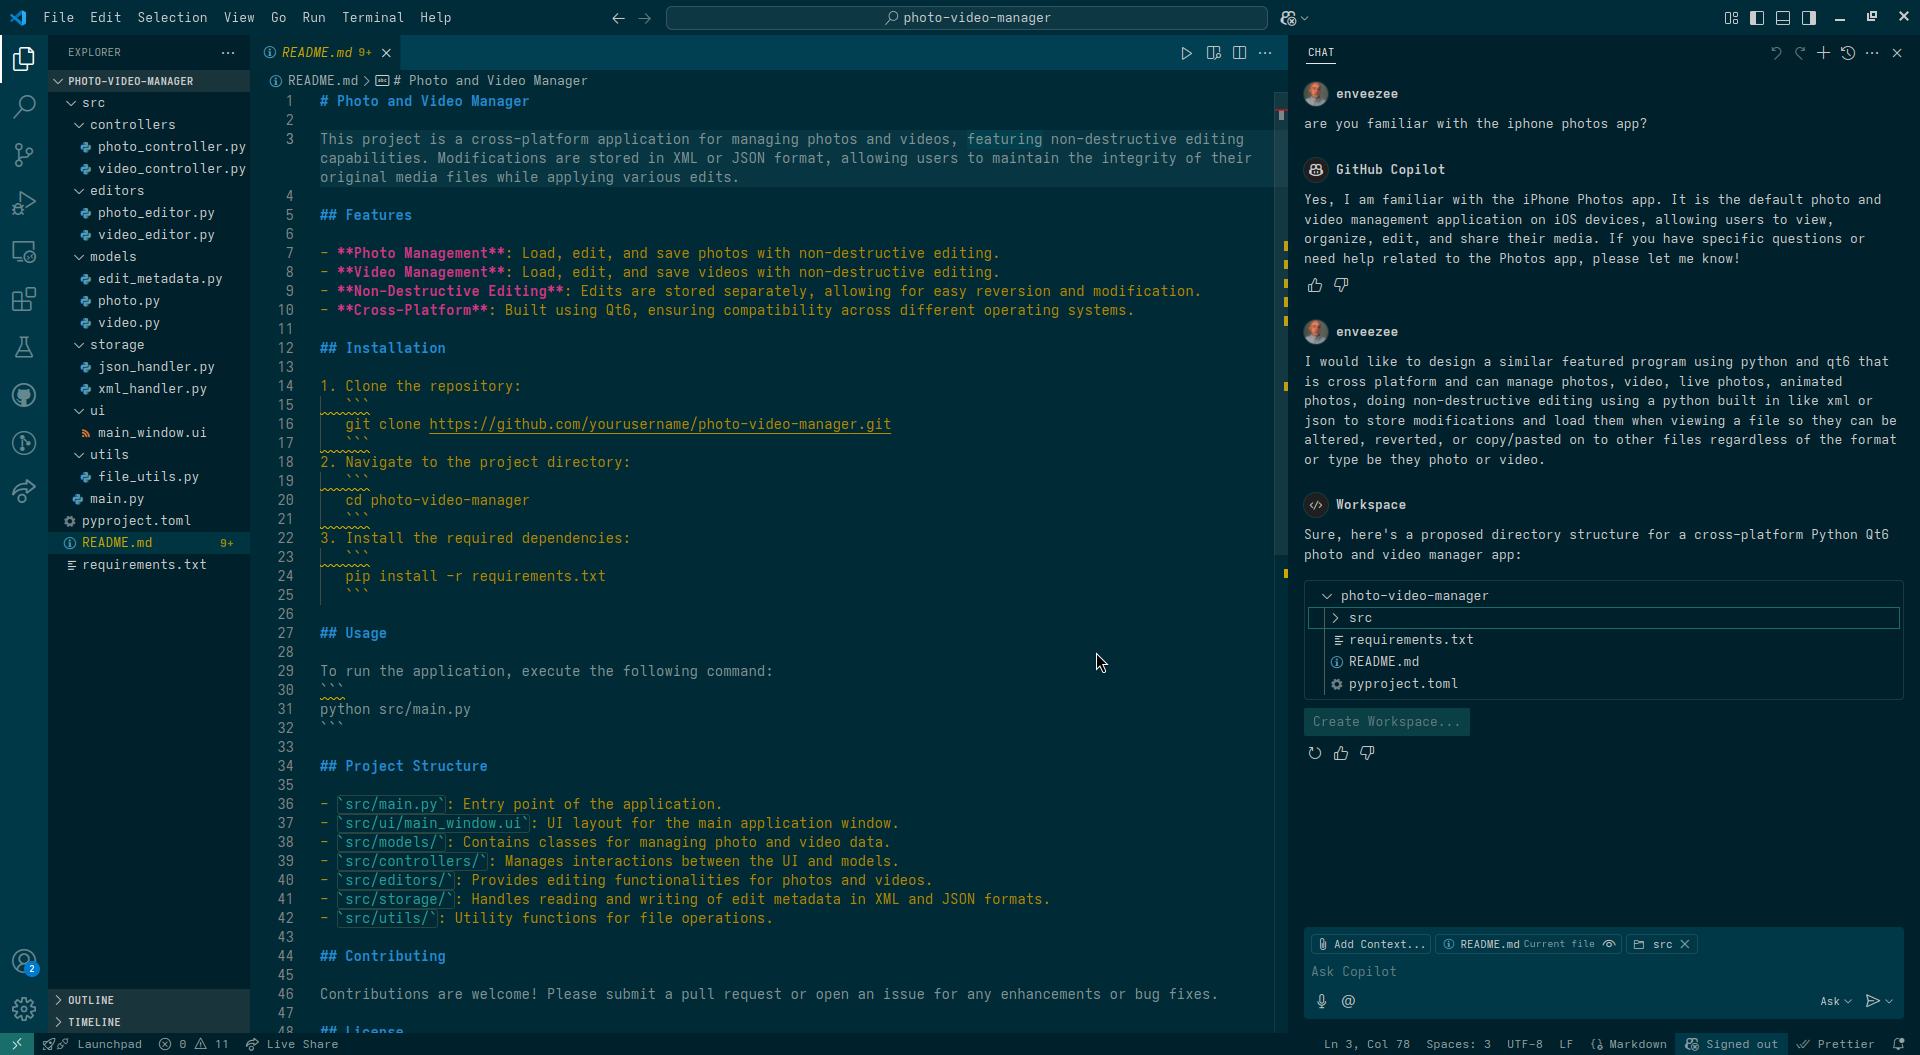 File Edit Selection View Go Run Terminal Help
photo-video-manager
EXPLORER
PHOTO-VIDEO-MANAGER
src
controllers
photo_controller.py
video_controller.py
editors
photo_editor.py
video_editor.py
models
edit_metadata.py
photo.py
video.py
storage
json_handler.py
xml_handler.py
ui
main_window.ui
utils
file_utils.py
main.py
pyproject.toml
README.md 9+
requirements.txt
OUTLINE
TIMELINE
2
README.md 9+
README.md > # Photo and Video Manager
1 # Photo and Video Manager
2
3 This project is a cross-platform application for managing photos and videos, featuring non-destructive editing
capabilities. Modifications are stored in XML or JSON format, allowing users to maintain the integrity of their
original media files while applying various edits.
4
5 ## Features
6
7 - **Photo Management**: Load, edit, and save photos with non-destructive editing.
8 - **Video Management**: Load, edit, and save videos with non-destructive editing.
9 - **Non-Destructive Editing**: Edits are stored separately, allowing for easy reversion and modification.
10 - **Cross-Platform**: Built using Qt6, ensuring compatibility across different operating systems.
11
12 ## Installation
13
14 1. Clone the repository:
15 ```
16 git clone https://github.com/yourusername/photo-video-manager.git
17 ```
18 2. Navigate to the project directory:
19 ```
20 cd photo-video-manager
21 ```
22 3. Install the required dependencies:
23 ```
24 pip install -r requirements.txt
25 ```
26
27 ## Usage
28
29 To run the application, execute the following command:
30 ```
31 python src/main.py
32 ```
33
34 ## Project Structure
35
36 - `src/main.py`: Entry point of the application.
37 - `src/ui/main_window.ui`: UI layout for the main application window.
38 - `src/models/`: Contains classes for managing photo and video data.
39 - `src/controllers/`: Manages interactions between the UI and models.
40 - `src/editors/`: Provides editing functionalities for photos and videos.
41 - `src/storage/`: Handles reading and writing of edit metadata in XML and JSON formats.
42 - `src/utils/`: Utility functions for file operations.
43
44 ## Contributing
45
46 Contributions are welcome! Please submit a pull request or open an issue for any enhancements or bug fixes.
47
48 ## License
CHAT
enveezee
are you familiar with the iphone photos app?
GitHub Copilot
Yes, I am familiar with the iPhone Photos app. It is the default photo and
video management application on iOS devices, allowing users to view,
organize, edit, and share their media. If you have specific questions or
need help related to the Photos app, please let me know!
enveezee
I would like to design a similar featured program using python and qt6 that
is cross platform and can manage photos, video, live photos, animated
photos, doing non-destructive editing using a python built in like xml or
json to store modifications and load them when viewing a file so they can be
altered, reverted, or copy/pasted on to other files regardless of the format
or type be they photo or video.
Workspace
Sure, here's a proposed directory structure for a cross-platform Python Qt6
photo and video manager app:
photo-video-manager
src
requirements.txt
README.md
pyproject.toml
Create Workspace...
Add Context... README.md Current file src
Ask Copilot
@ Ask
Launchpad 0 11 Live Share
Ln 3, Col 78 Spaces: 3 UTF-8 LF Markdown Signed out Prettier